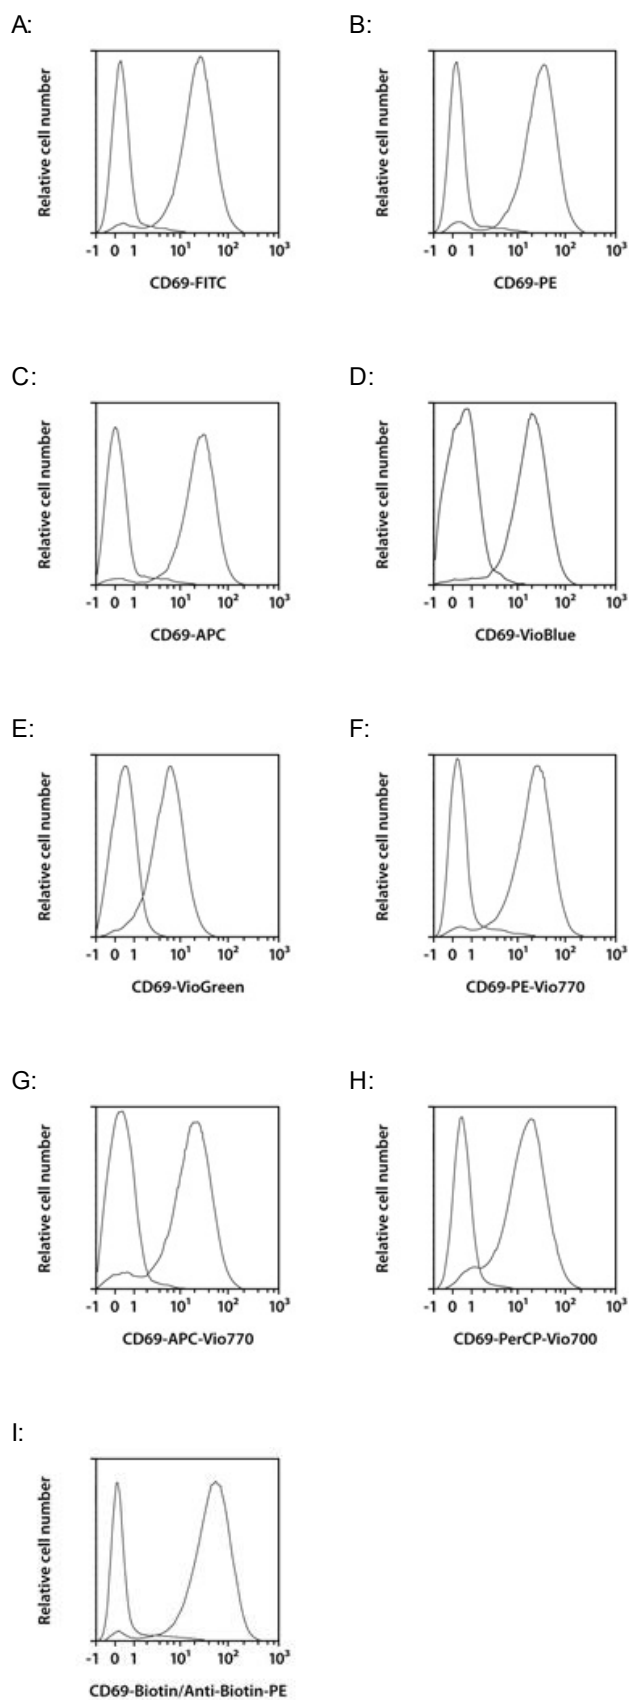 A:
Relative cell number
-1 0 1 10¹ 10² 10³
CD69-FITC
B:
Relative cell number
-1 0 1 10¹ 10² 10³
CD69-PE
C:
Relative cell number
-1 0 1 10¹ 10² 10³
CD69-APC
D:
Relative cell number
-1 0 1 10¹ 10² 10³
CD69-VioBlue
E:
Relative cell number
-1 0 1 10¹ 10² 10³
CD69-VioGreen
F:
Relative cell number
-1 0 1 10¹ 10² 10³
CD69-PE-Vio770
G:
Relative cell number
-1 0 1 10¹ 10² 10³
CD69-APC-Vio770
H:
Relative cell number
-1 0 1 10¹ 10² 10³
CD69-PerCP-Vio700
I:
Relative cell number
-1 0 1 10¹ 10² 10³
CD69-Biotin/Anti-Biotin-PE